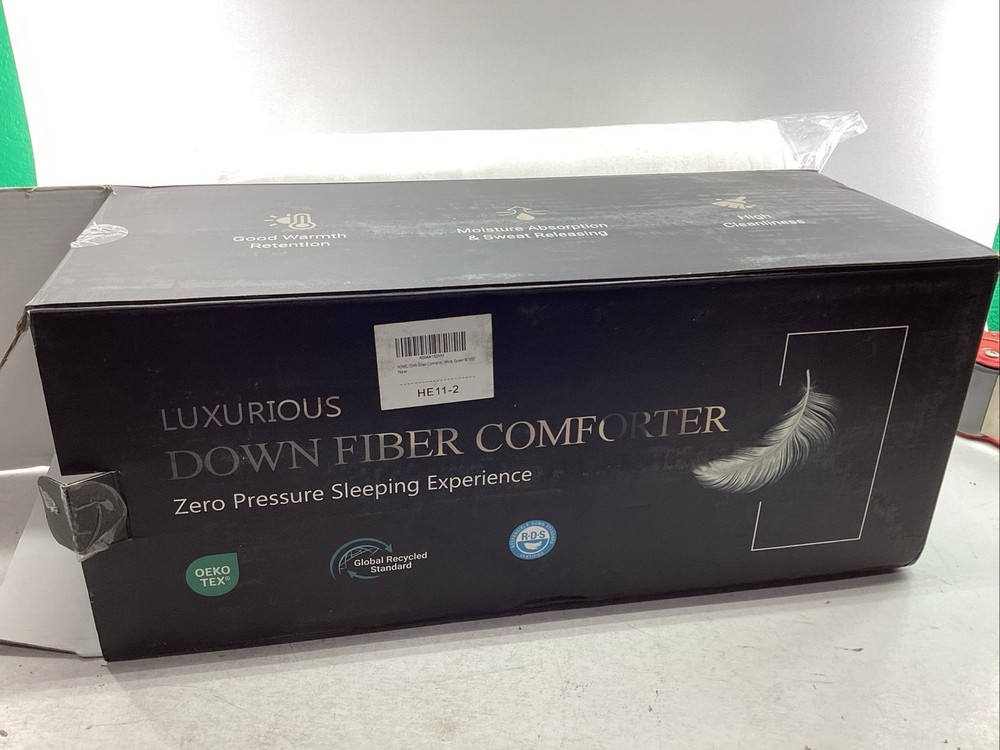 Good Warmth
Retention
Moisture Absorption
& Sweat Releasing
High
Cleanliness
HE11-2
LUXURIOUS
DOWN FIBER COMFORTER
Zero Pressure Sleeping Experience
OEKO
TEX®
Global Recycled
Standard
R·D·S